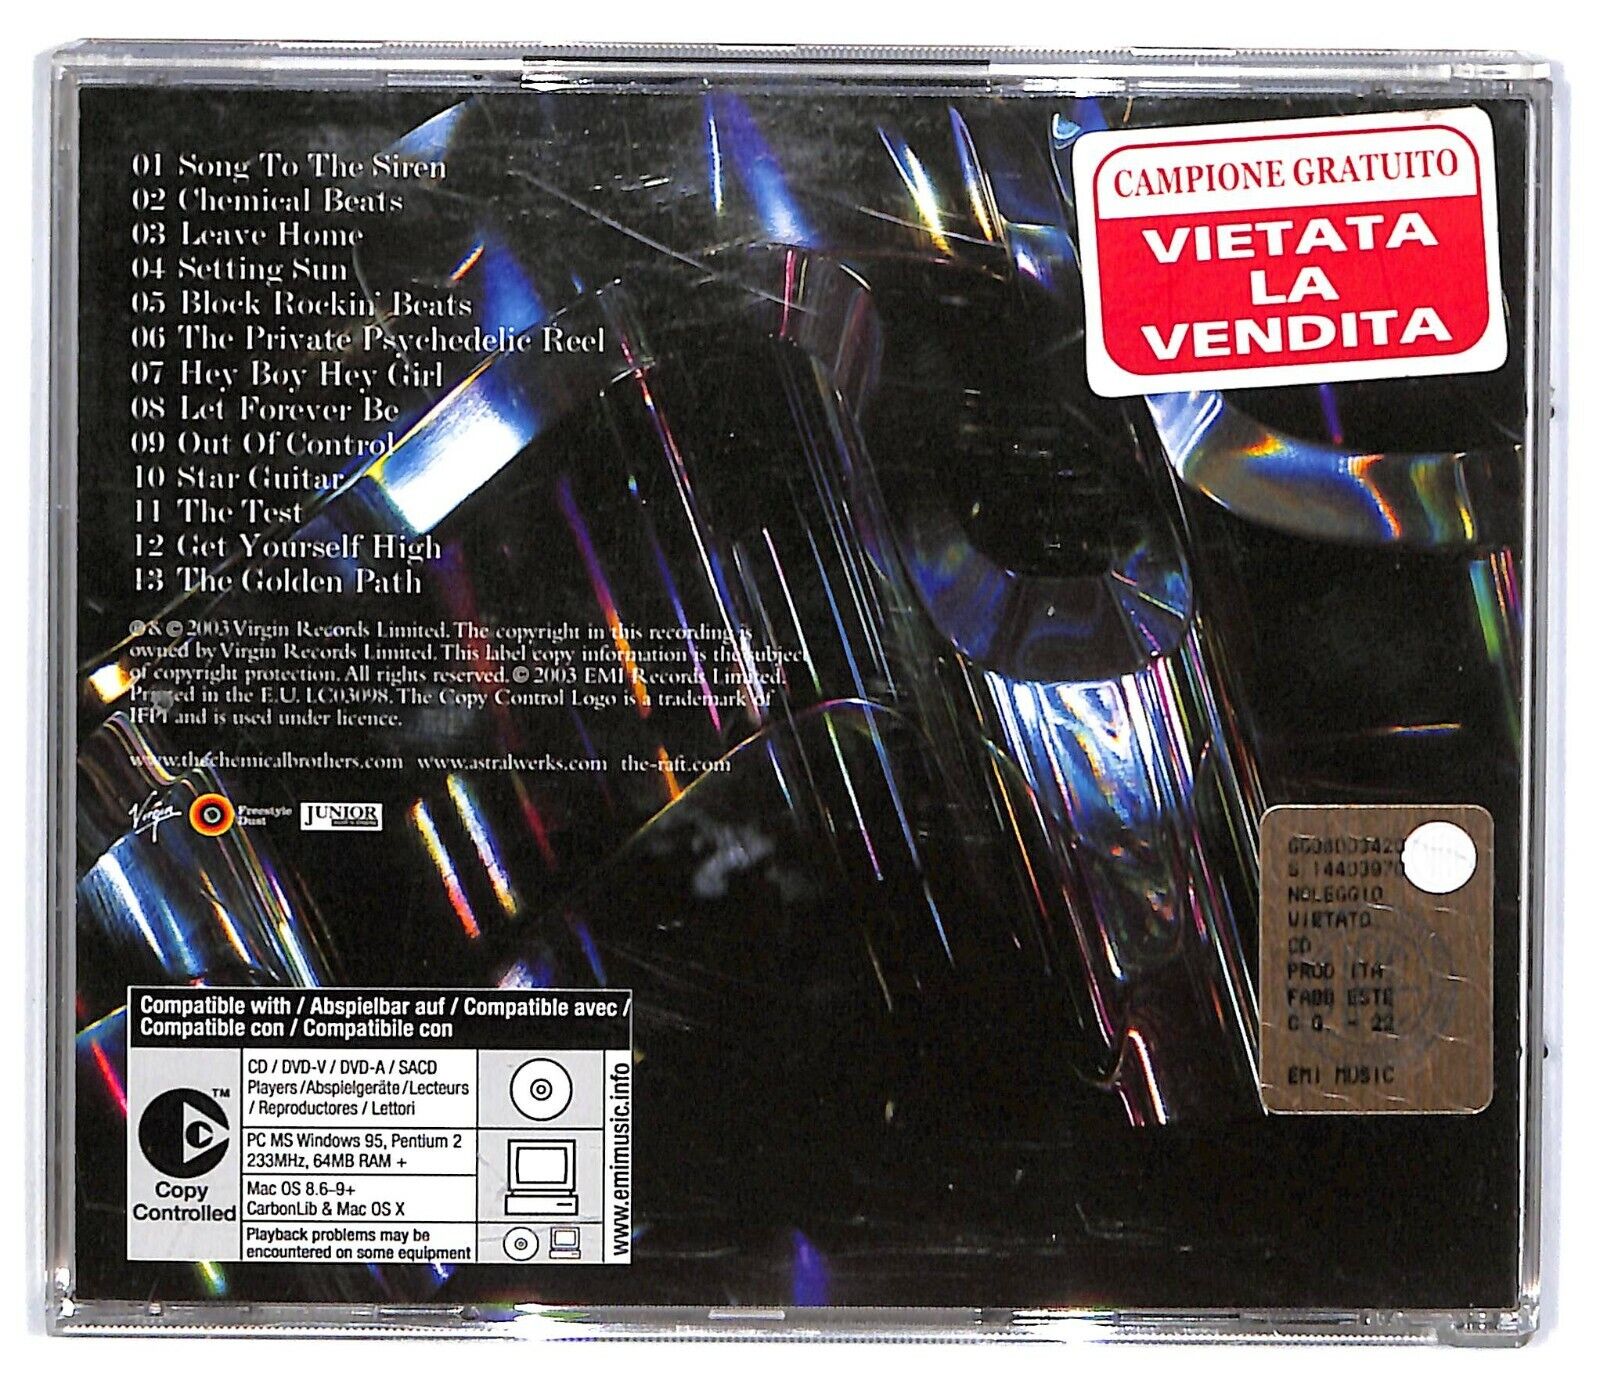 01 Song To The Siren
02 Chemical Beats
03 Leave Home
04 Setting Sun
05 Block Rockin' Beats
06 The Private Psychedelic Reel
07 Hey Boy Hey Girl
08 Let Forever Be
09 Out Of Control
10 Star Guitar
11 The Test
12 Get Yourself High
13 The Golden Path
℗ & © 2003 Virgin Records Limited. The copyright in this recording is
owned by Virgin Records Limited. This label copy information is the subject
of copyright protection. All rights reserved. © 2003 EMI Records Limited.
Printed in the E.U. LC03098. The Copy Control Logo is a trademark of
IFPI and is used under licence.
www.thechemicalbrothers.com www.astralwerks.com the-raft.com
Virgin
Freestyle
Dust
JUNIOR
CAMPIONE GRATUITO
VIETATA
LA
VENDITA
NOLEGGIO
VIETATO
CD
PROD ITA
C Q. - 22
EMI MUSIC
Compatible with / Abspielbar auf / Compatible avec /
Compatible con / Compatibile con
TM
Copy
Controlled
CD / DVD-V / DVD-A / SACD
Players / Abspielgeräte / Lecteurs
/ Reproductores / Lettori
PC MS Windows 95, Pentium 2
233MHz, 64MB RAM +
Mac OS 8.6-9+
CarbonLib & Mac OS X
Playback problems may be
encountered on some equipment
www.emimusic.info